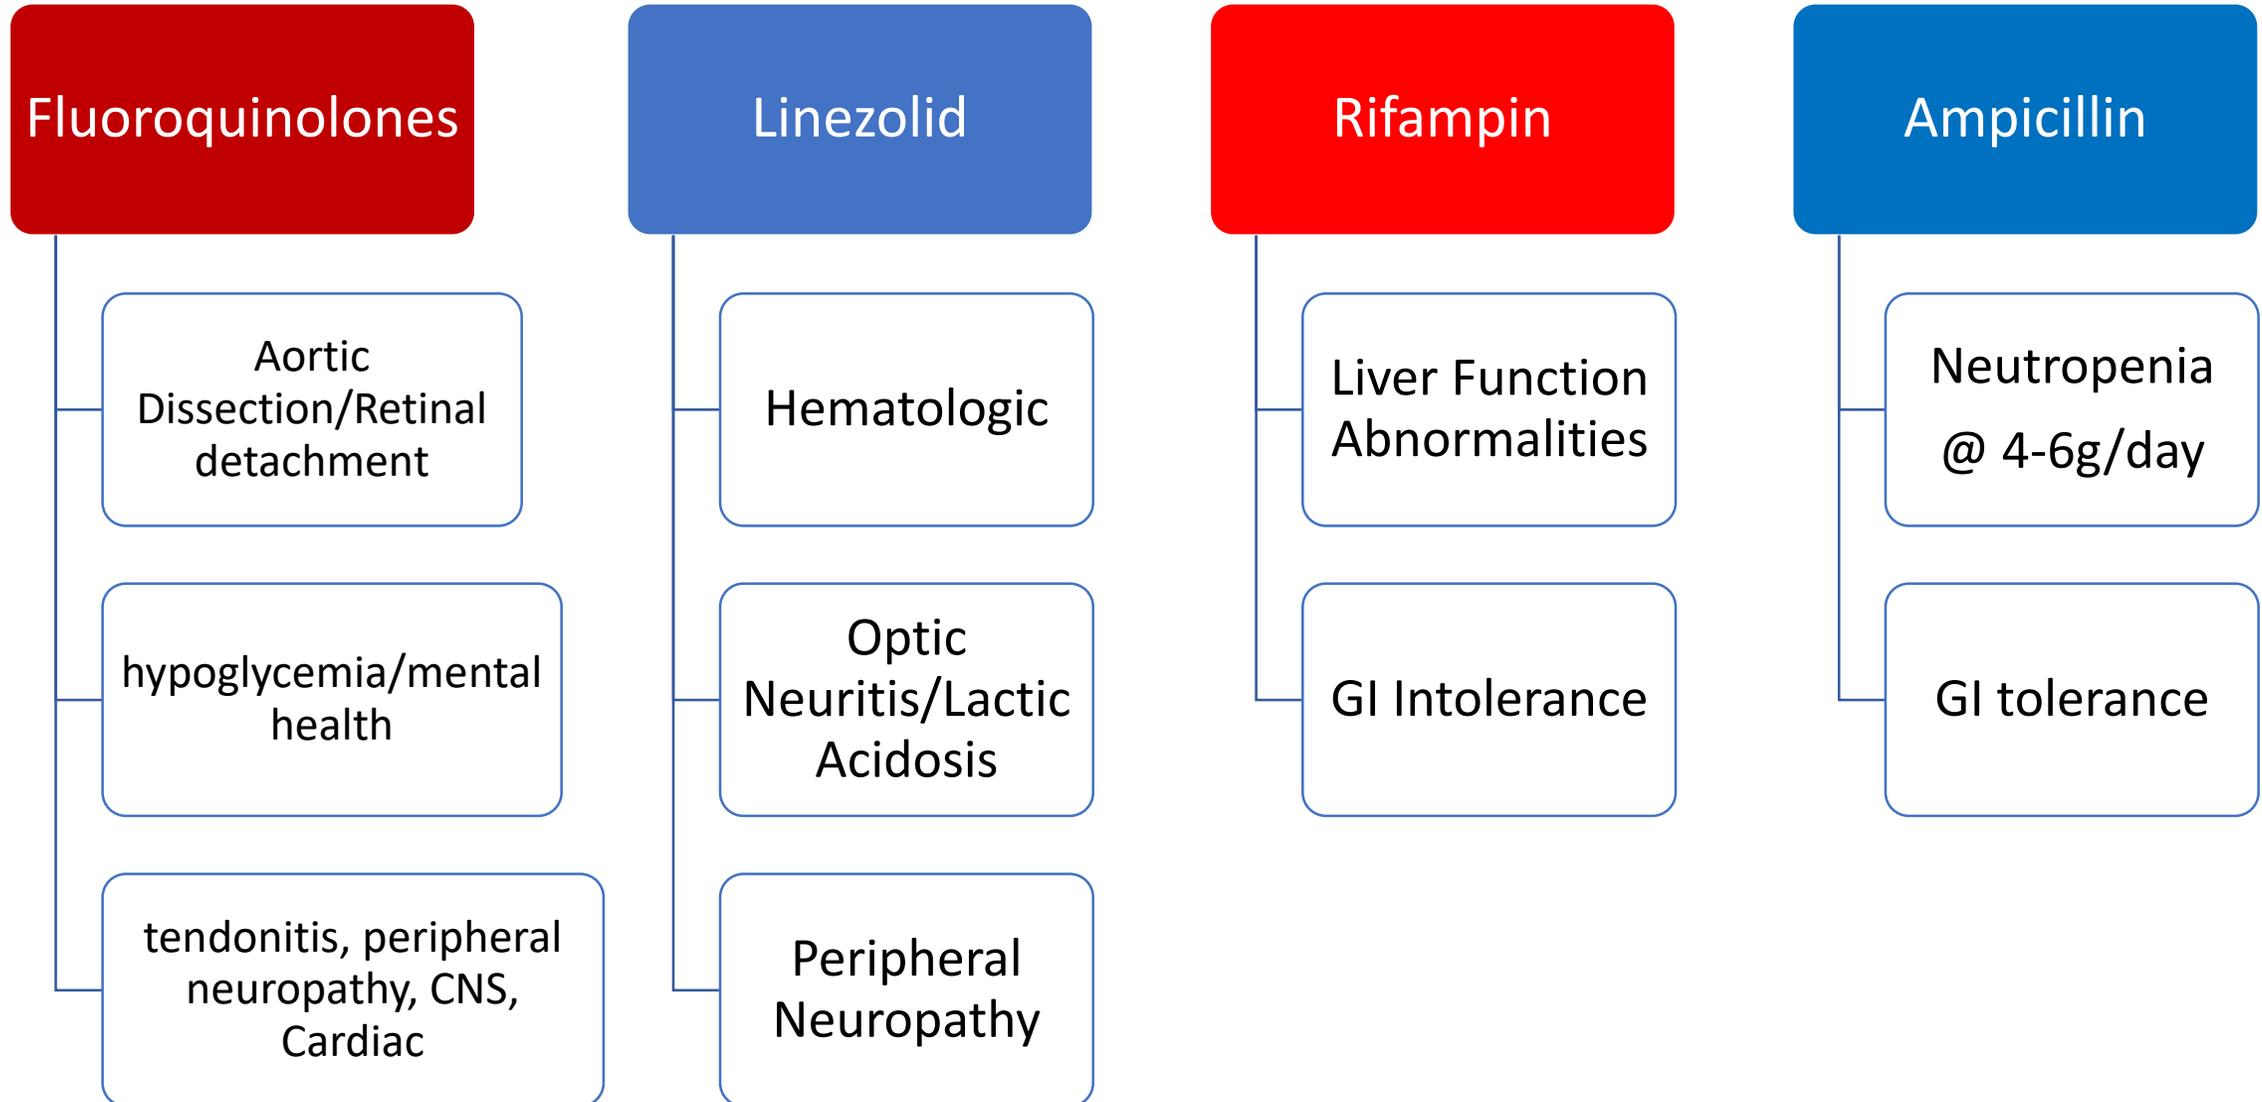 Fluoroquinolones
Aortic
Dissection/Retinal
detachment
hypoglycemia/mental
health
tendonitis, peripheral
neuropathy, CNS,
Cardiac
Linezolid
Hematologic
Optic
Neuritis/Lactic
Acidosis
Peripheral
Neuropathy
Rifampin
Liver Function
Abnormalities
GI Intolerance
Ampicillin
Neutropenia
@ 4-6g/day
GI tolerance